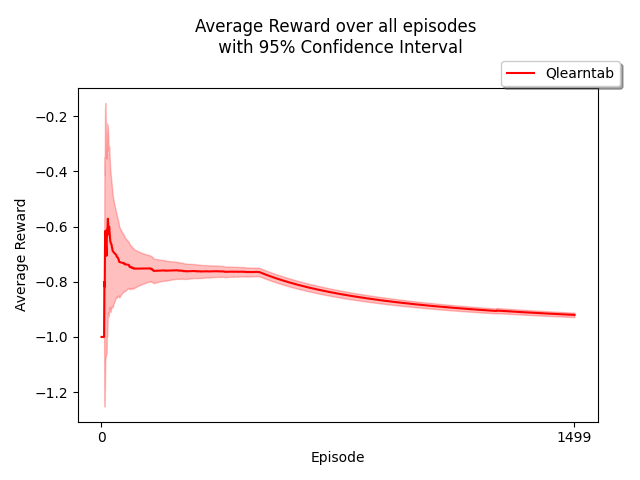 Average Reward over all episodes
with 95% Confidence Interval
Qlearntab
−0.2
−0.4
−0.6
−0.8
−1.0
−1.2
Average Reward
0
1499
Episode